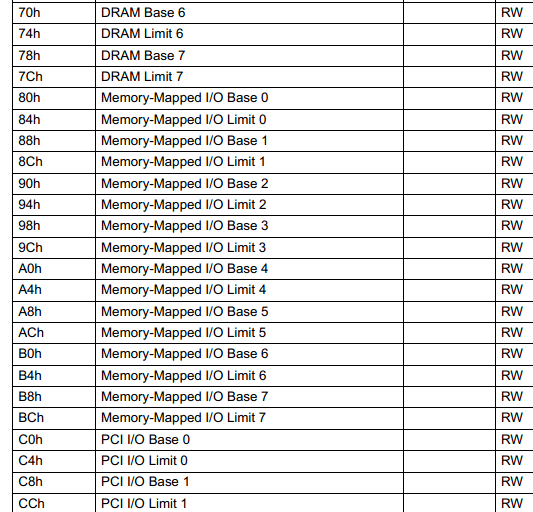 70h DRAM Base 6 RW
74h DRAM Limit 6 RW
78h DRAM Base 7 RW
7Ch DRAM Limit 7 RW
80h Memory-Mapped I/O Base 0 RW
84h Memory-Mapped I/O Limit 0 RW
88h Memory-Mapped I/O Base 1 RW
8Ch Memory-Mapped I/O Limit 1 RW
90h Memory-Mapped I/O Base 2 RW
94h Memory-Mapped I/O Limit 2 RW
98h Memory-Mapped I/O Base 3 RW
9Ch Memory-Mapped I/O Limit 3 RW
A0h Memory-Mapped I/O Base 4 RW
A4h Memory-Mapped I/O Limit 4 RW
A8h Memory-Mapped I/O Base 5 RW
ACh Memory-Mapped I/O Limit 5 RW
B0h Memory-Mapped I/O Base 6 RW
B4h Memory-Mapped I/O Limit 6 RW
B8h Memory-Mapped I/O Base 7 RW
BCh Memory-Mapped I/O Limit 7 RW
C0h PCI I/O Base 0 RW
C4h PCI I/O Limit 0 RW
C8h PCI I/O Base 1 RW
CCh PCI I/O Limit 1 RW